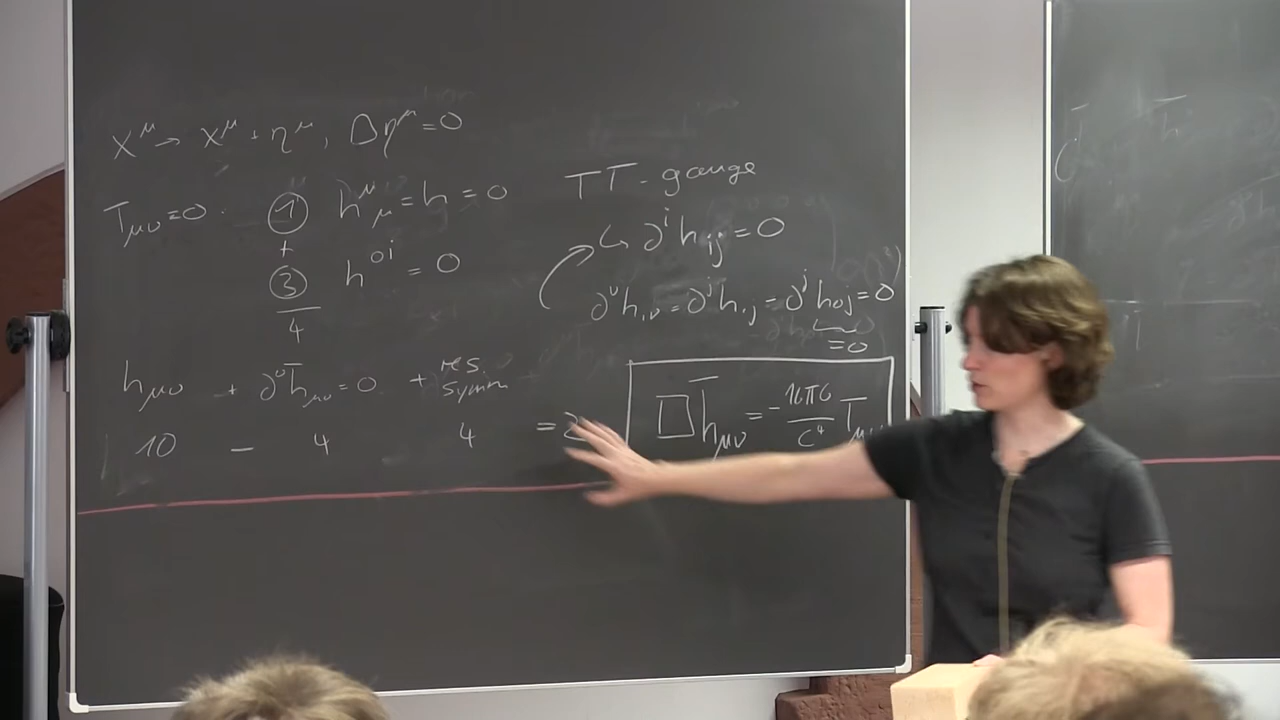 x^μ → x^μ + η^μ, □η^μ = 0
T_μν = 0. ① h^μ_μ = h = 0
+
③ h^0i = 0
4
h_μν + ∂^ν h̄_μν = 0 + res. symm
10 − 4 4 = 2
TT-gauge
↪ ∂^i h_ij = 0
∂^ν h_iν = ∂^j h_ij = ∂^j h_0j = 0
= 0
□ h̄_μν = − 16πG/c^4 T_μν